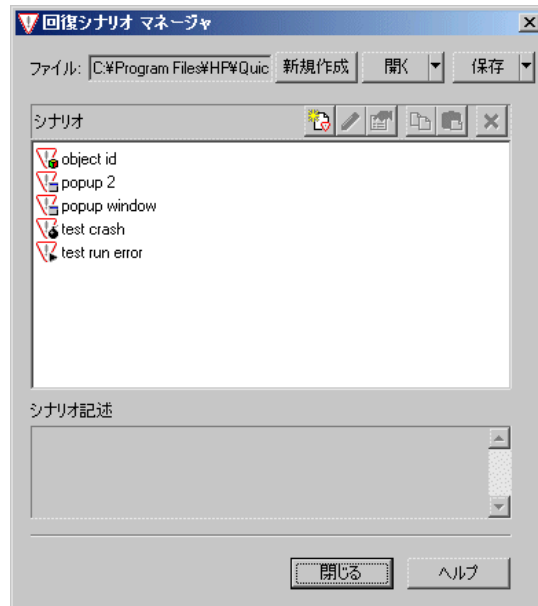 回復シナリオ マネージャ
ファイル: C:¥Program Files¥HP¥Quic 新規作成 開く 保存
シナリオ
object id
popup 2
popup window
test crash
test run error
シナリオ記述
閉じる ヘルプ